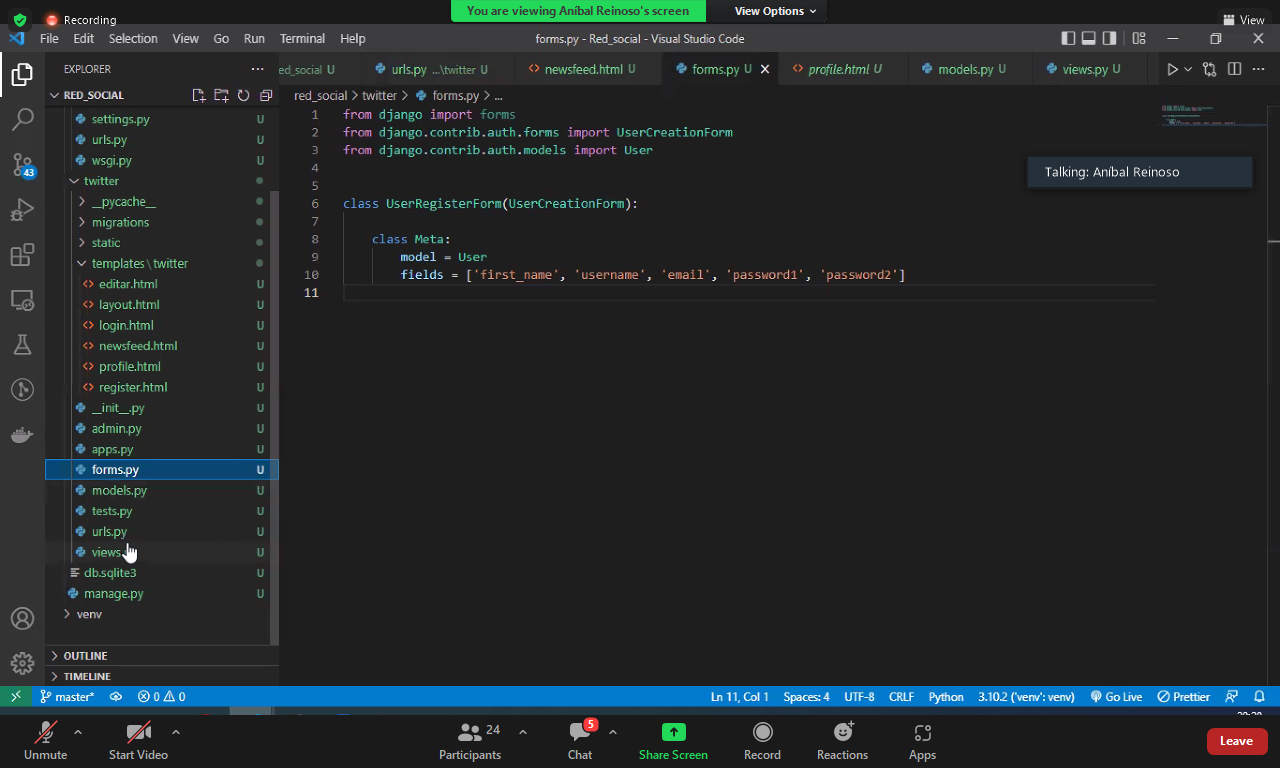 Recording
You are viewing Aníbal Reinoso's screen
View Options
View
File Edit Selection View Go Run Terminal Help
forms.py - Red_social - Visual Studio Code
EXPLORER
ed_social U
urls.py ...\twitter U
newsfeed.html U
forms.py U
profile.html U
models.py U
views.py U
RED_SOCIAL
red_social > twitter > forms.py > ...
settings.py U
urls.py U
wsgi.py U
twitter
__pycache__
migrations
static
templates\twitter
editar.html U
layout.html U
login.html U
newsfeed.html U
profile.html U
register.html U
__init__.py U
admin.py U
apps.py U
forms.py U
models.py U
tests.py U
urls.py U
views. U
db.sqlite3 U
manage.py U
venv
OUTLINE
TIMELINE
43
1 from django import forms
2 from django.contrib.auth.forms import UserCreationForm
3 from django.contrib.auth.models import User
4
5
6 class UserRegisterForm(UserCreationForm):
7
8 class Meta:
9 model = User
10 fields = ['first_name', 'username', 'email', 'password1', 'password2']
11
Talking: Aníbal Reinoso
master* 0 0 Ln 11, Col 1 Spaces: 4 UTF-8 CRLF Python 3.10.2 ('venv': venv) Go Live Prettier
Unmute
Start Video
24
Participants
5
Chat
Share Screen
Record
Reactions
Apps
Leave